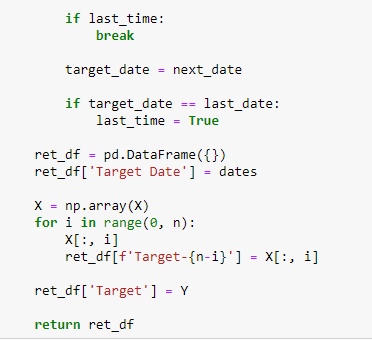 if last_time:
break
target_date = next_date
if target_date == last_date:
last_time = True
ret_df = pd.DataFrame({})
ret_df['Target Date'] = dates
X = np.array(X)
for i in range(0, n):
X[:, i]
ret_df[f'Target-{n-i}'] = X[:, i]
ret_df['Target'] = Y
return ret_df